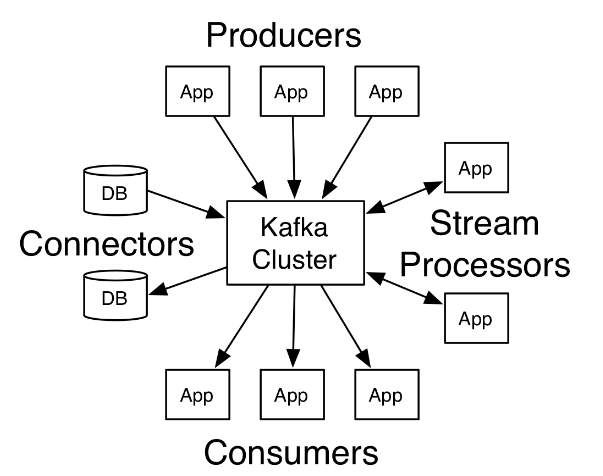 Producers
App
App
App
DB
App
Kafka
Cluster
Connectors
Stream
Processors
DB
App
App
App
App
Consumers